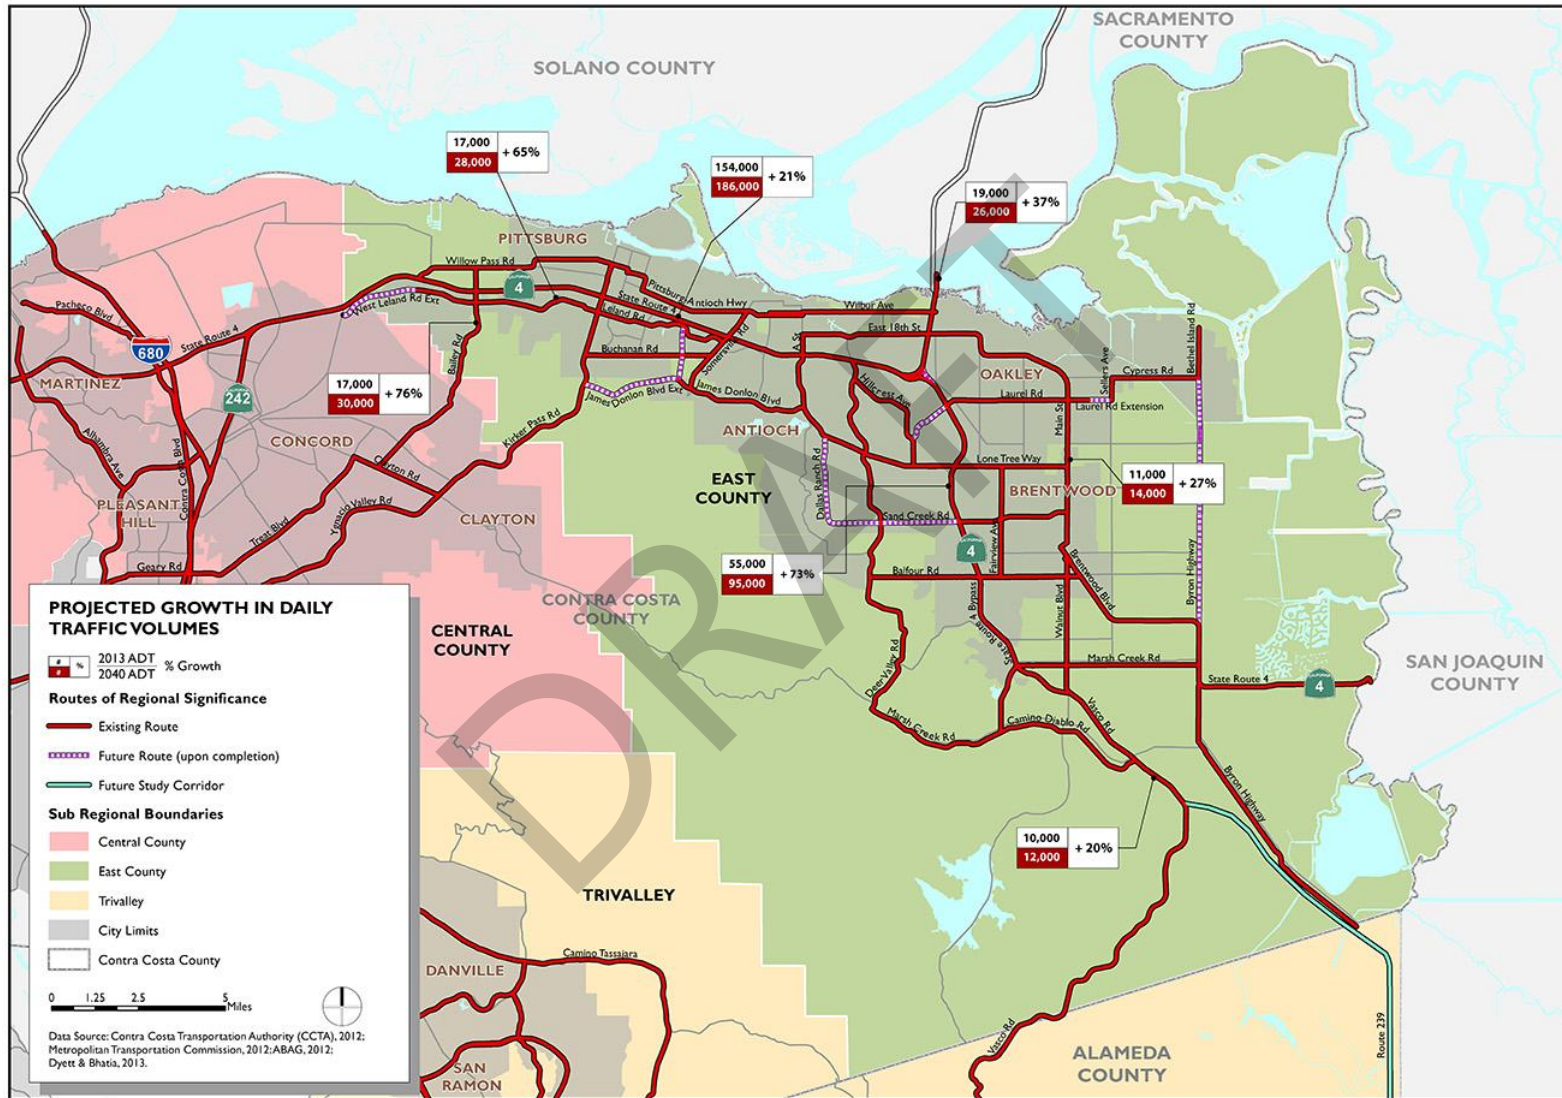 SACRAMENTO
COUNTY
SOLANO COUNTY
17,000
28,000
+ 65%
154,000
186,000
+ 21%
19,000
26,000
+ 37%
PITTSBURG
Willow Pass Rd
4
West Leland Rd Ext
State Route 4
Leland Rd
Pittsburg/Antioch Hwy
Wilbur Ave
East 18th St
A St
Pacheco Blvd
680
State Route 4
MARTINEZ
242
Bailey Rd
Buchanan Rd
Somersville Rd
James Donlon Blvd Ext
James Donlon Blvd
Hillcrest Ave
OAKLEY
Laurel Rd
Laurel Rd Extension
Sellers Ave
Cypress Rd
Bethel Island Rd
Main St
17,000
30,000
+ 76%
CONCORD
Alhambra Ave
Contra Costa Blvd
Clayton Rd
Kirker Pass Rd
ANTIOCH
Lone Tree Way
PLEASANT
HILL
Ygnacio Valley Rd
Treat Blvd
CLAYTON
EAST
COUNTY
Dallas Ranch Rd
Sand Creek Rd
BRENTWOOD
11,000
14,000
+ 27%
Geary Rd
55,000
95,000
+ 73%
4
Fairview Ave
Balfour Rd
Brentwood Blvd
Byron Highway
CONTRA COSTA
COUNTY
CENTRAL
COUNTY
State Route 4 Bypass
Walnut Blvd
Marsh Creek Rd
Deer Valley Rd
State Route 4
4
SAN JOAQUIN
COUNTY
Marsh Creek Rd
Camino Diablo Rd
Vasco Rd
Byron Highway
10,000
12,000
+ 20%
TRIVALLEY
DANVILLE
Camino Tassajara
SAN
RAMON
Vasco Rd
ALAMEDA
COUNTY
Route 239
DRAFT
PROJECTED GROWTH IN DAILY
TRAFFIC VOLUMES
#
#
%
2013 ADT
2040 ADT
% Growth
Routes of Regional Significance
Existing Route
Future Route (upon completion)
Future Study Corridor
Sub Regional Boundaries
Central County
East County
Trivalley
City Limits
Contra Costa County
0 1.25 2.5 5
Miles
Data Source: Contra Costa Transportation Authority (CCTA), 2012;
Metropolitan Transportation Commission, 2012; ABAG, 2012;
Dyett & Bhatia, 2013.